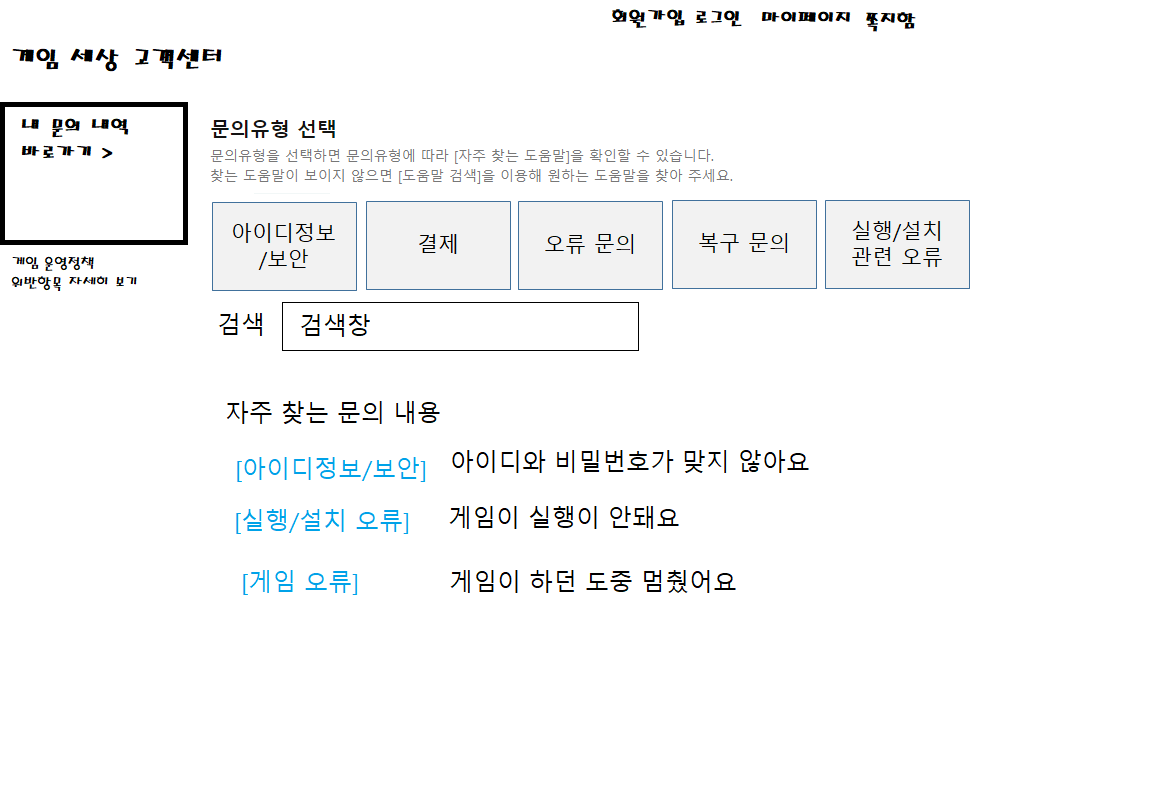 회원가입 로그인 마이페이지 쪽지함
게임 세상 고객센터
내 문의 내역
바로가기 >
게임 운영정책
위반항목 자세히 보기
문의유형 선택
문의유형을 선택하면 문의유형에 따라 [자주 찾는 도움말]을 확인할 수 있습니다.
찾는 도움말이 보이지 않으면 [도움말 검색]을 이용해 원하는 도움말을 찾아 주세요.
아이디정보
/보안
결제
오류 문의
복구 문의
실행/설치
관련 오류
검색 검색창
자주 찾는 문의 내용
[아이디정보/보안] 아이디와 비밀번호가 맞지 않아요
[실행/설치 오류] 게임이 실행이 안돼요
[게임 오류] 게임이 하던 도중 멈췄어요